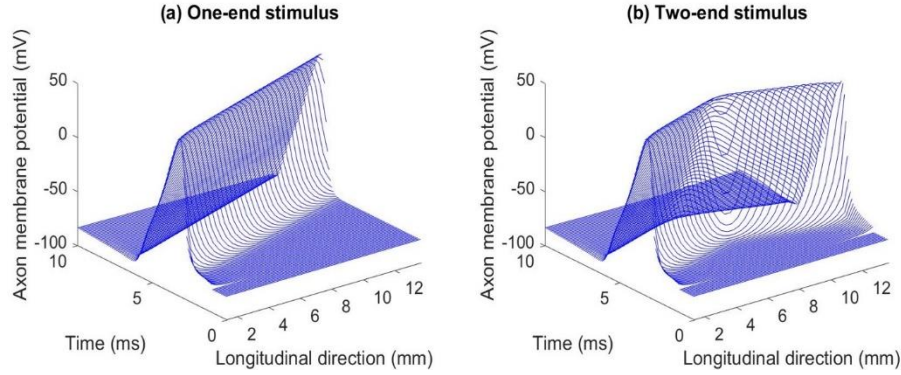 (a) One-end stimulus
Axon membrane potential (mV)
50
0
-50
-100
10
5
0
Time (ms)
2 4 6 8 10 12
Longitudinal direction (mm)
(b) Two-end stimulus
Axon membrane potential (mV)
50
0
-50
-100
10
5
0
Time (ms)
2 4 6 8 10 12
Longitudinal direction (mm)